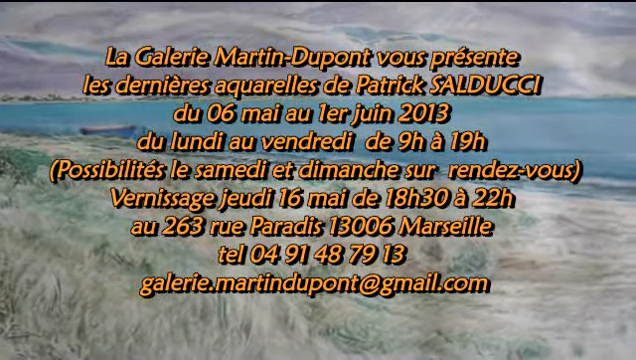 La Galerie Martin-Dupont vous présente
les dernières aquarelles de Patrick SALDUCCI
du 06 mai au 1er juin 2013
du lundi au vendredi de 9h à 19h
(Possibilités le samedi et dimanche sur rendez-vous)
Vernissage jeudi 16 mai de 18h30 à 22h
au 263 rue Paradis 13006 Marseille
tel 04 91 48 79 13
galerie.martindupont@gmail.com